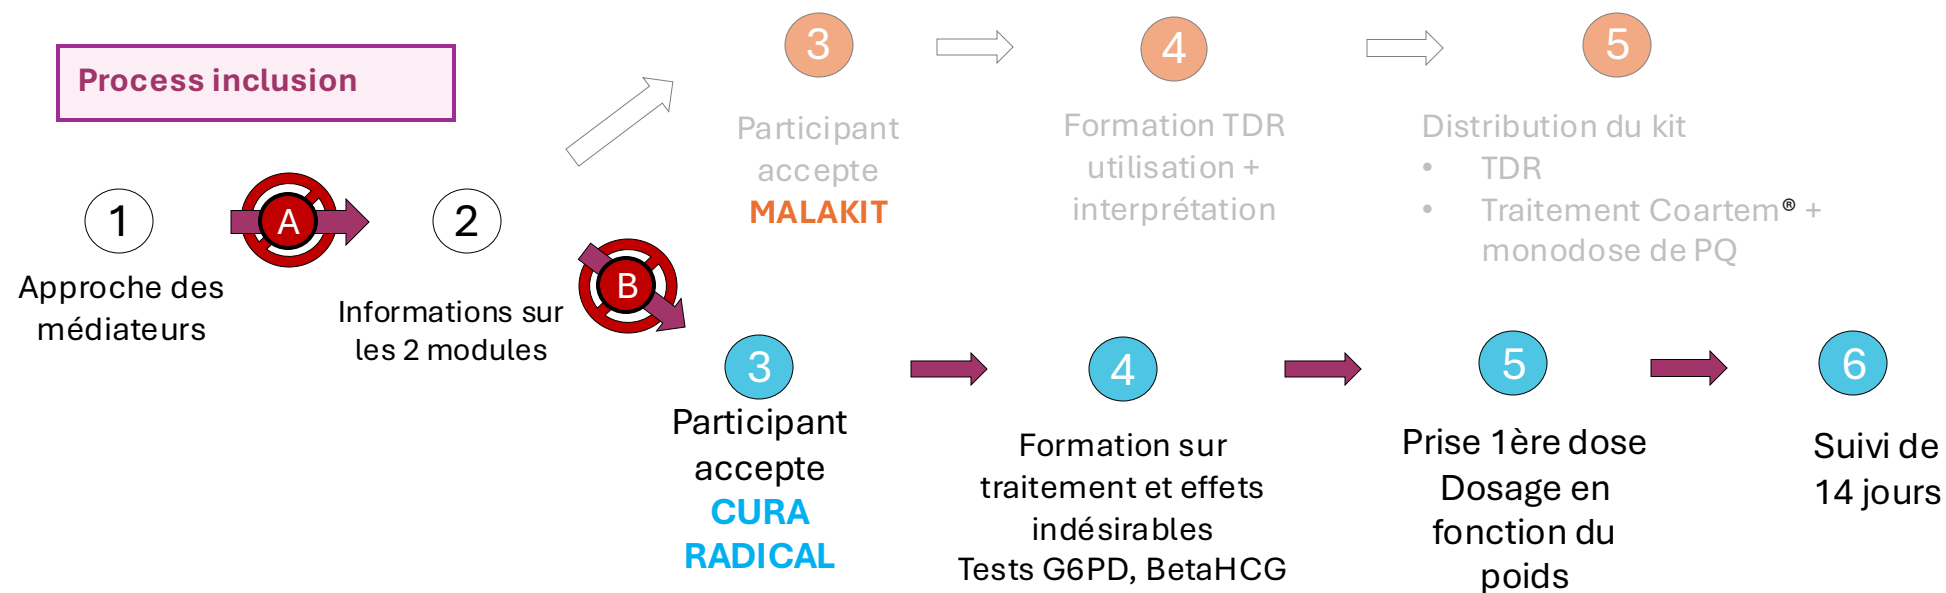 Process inclusion
1
Approche des
médiateurs
A
2
Informations sur
les 2 modules
3
Participant
accepte
MALAKIT
4
Formation TDR
utilisation +
interprétation
5
Distribution du kit
• TDR
• Traitement Coartem® +
monodose de PQ
B
3
Participant
accepte
CURA
RADICAL
4
Formation sur
traitement et effets
indésirables
Tests G6PD, BetaHCG
5
Prise 1ère dose
Dosage en
fonction du
poids
6
Suivi de
14 jours